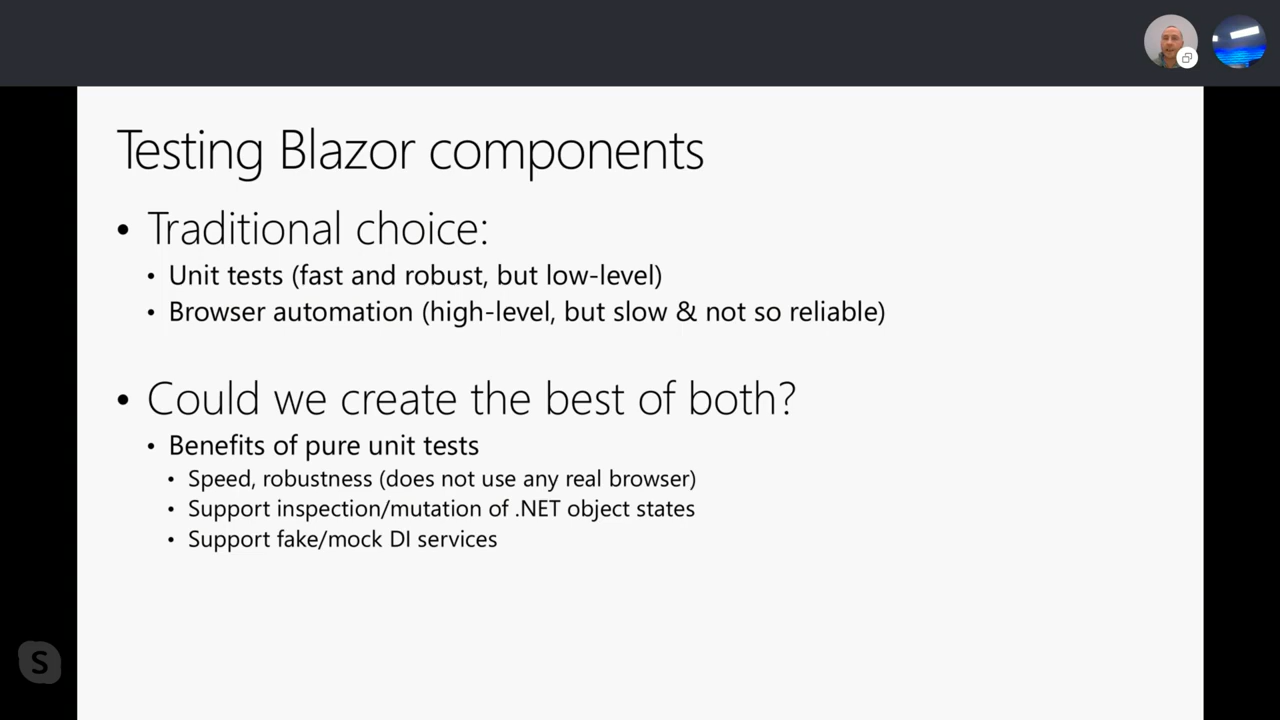 Testing Blazor components
• Traditional choice:
• Unit tests (fast and robust, but low-level)
• Browser automation (high-level, but slow & not so reliable)
• Could we create the best of both?
• Benefits of pure unit tests
• Speed, robustness (does not use any real browser)
• Support inspection/mutation of .NET object states
• Support fake/mock DI services
S